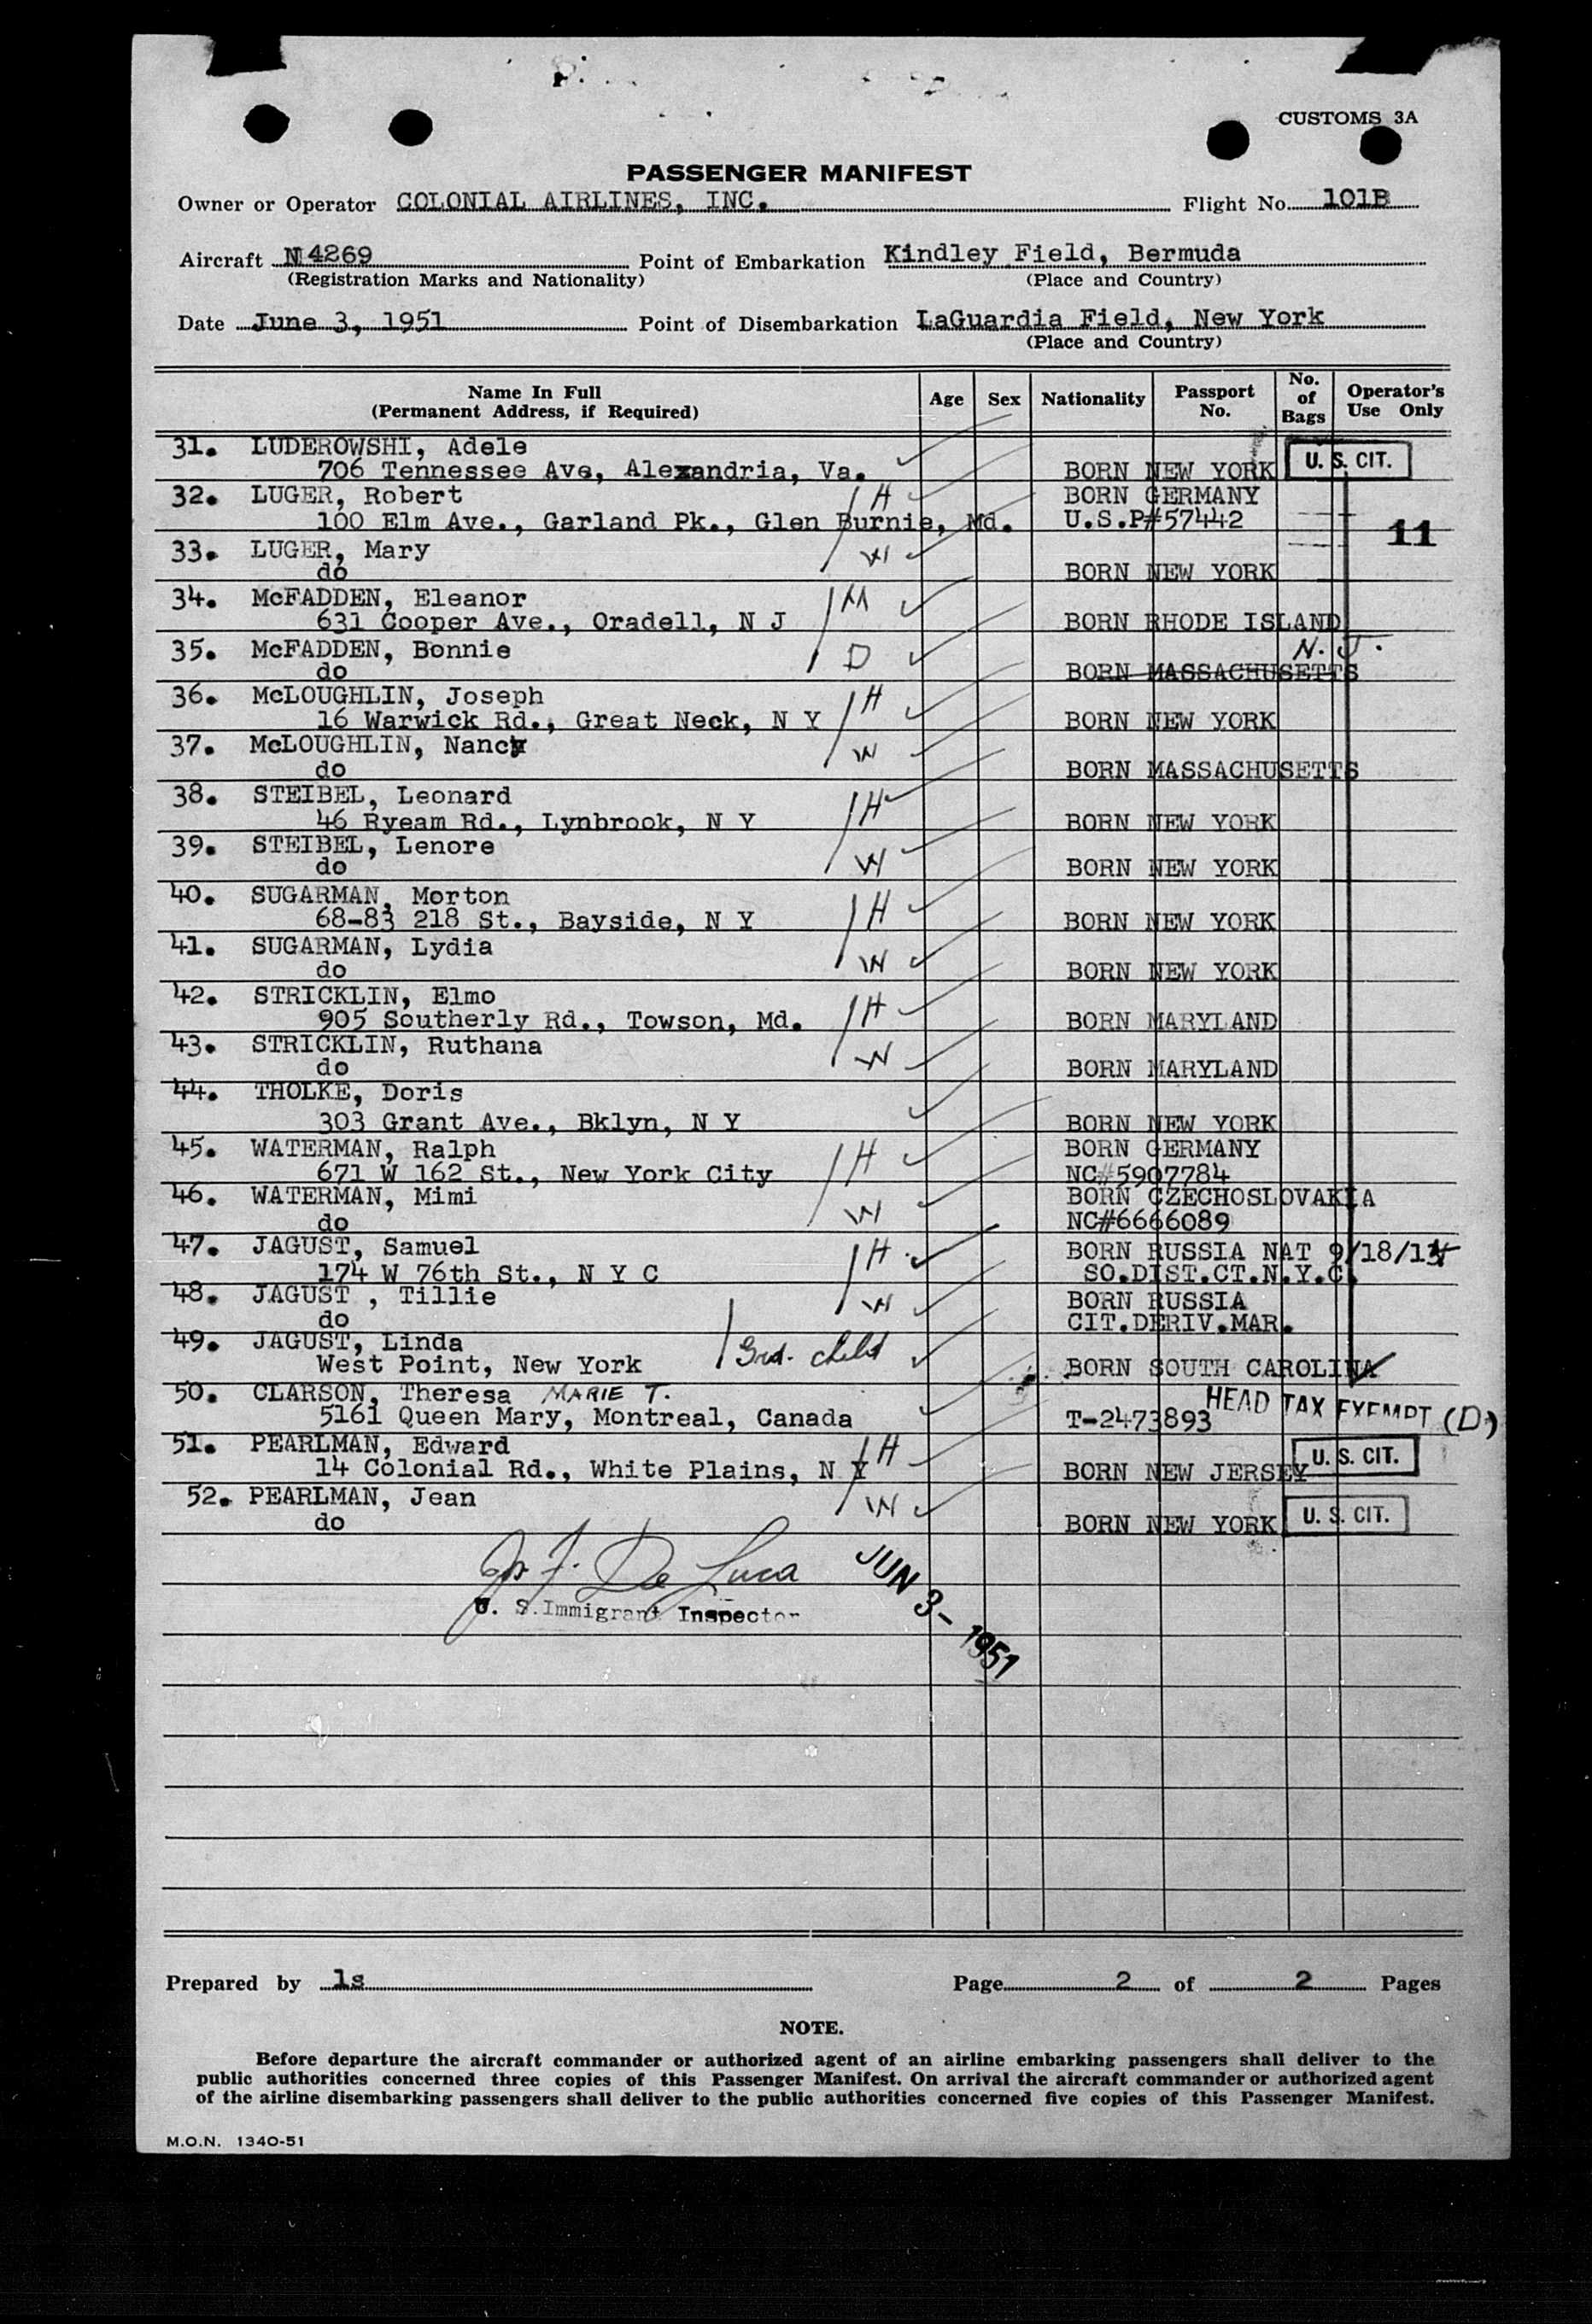 CUSTOMS 3A
PASSENGER MANIFEST
Owner or Operator COLONIAL AIRLINES, INC. Flight No. 101B
Aircraft N4269 Point of Embarkation Kindley Field, Bermuda
(Registration Marks and Nationality) (Place and Country)
Date June 3, 1951 Point of Disembarkation LaGuardia Field, New York
(Place and Country)
Name In Full (Permanent Address, if Required) Age Sex Nationality Passport No. No. of Bags Operator's Use Only
31. LUDEROWSHI, Adele
706 Tennessee Ave, Alexandria, Va. BORN NEW YORK U. S. CIT.
32. LUGER, Robert H BORN GERMANY
100 Elm Ave., Garland Pk., Glen Burnie, Md. U.S.P#57442
11
33. LUGER, Mary W
do BORN NEW YORK
34. McFADDEN, Eleanor M
631 Cooper Ave., Oradell, N J BORN RHODE ISLAND
35. McFADDEN, Bonnie D N. J.
do BORN MASSACHUSETTS
36. McLOUGHLIN, Joseph H
16 Warwick Rd., Great Neck, N Y BORN NEW YORK
37. McLOUGHLIN, Nancy W
do BORN MASSACHUSETTS
38. STEIBEL, Leonard H
46 Ryeam Rd., Lynbrook, N Y BORN NEW YORK
39. STEIBEL, Lenore W
do BORN NEW YORK
40. SUGARMAN, Morton H
68-83 218 St., Bayside, N Y BORN NEW YORK
41. SUGARMAN, Lydia W
do BORN NEW YORK
42. STRICKLIN, Elmo H
905 Southerly Rd., Towson, Md. BORN MARYLAND
43. STRICKLIN, Ruthana W
do BORN MARYLAND
44. THOLKE, Doris
303 Grant Ave., Bklyn, N Y BORN NEW YORK
45. WATERMAN, Ralph H BORN GERMANY
671 W 162 St., New York City NC#5907784
46. WATERMAN, Mimi W BORN CZECHOSLOVAKIA
do NC#6666089
47. JAGUST, Samuel H BORN RUSSIA NAT 9/18/14
174 W 76th St., N Y C SO.DIST.CT.N.Y.C.
48. JAGUST , Tillie W BORN RUSSIA
do CIT.DERIV.MAR.
49. JAGUST, Linda Grd. child
West Point, New York BORN SOUTH CAROLINA
50. CLARSON, Theresa MARIE T. HEAD TAX EXEMPT (D)
5161 Queen Mary, Montreal, Canada T-2473893
51. PEARLMAN, Edward H
14 Colonial Rd., White Plains, N Y BORN NEW JERSEY U. S. CIT.
52. PEARLMAN, Jean W
do BORN NEW YORK U. S. CIT.
De Luca
U. S. Immigrant Inspector
JUN 3- 1951
Prepared by ls Page 2 of 2 Pages
NOTE.
Before departure the aircraft commander or authorized agent of an airline embarking passengers shall deliver to the
public authorities concerned three copies of this Passenger Manifest. On arrival the aircraft commander or authorized agent
of the airline disembarking passengers shall deliver to the public authorities concerned five copies of this Passenger Manifest.
M.O.N. 1340-51